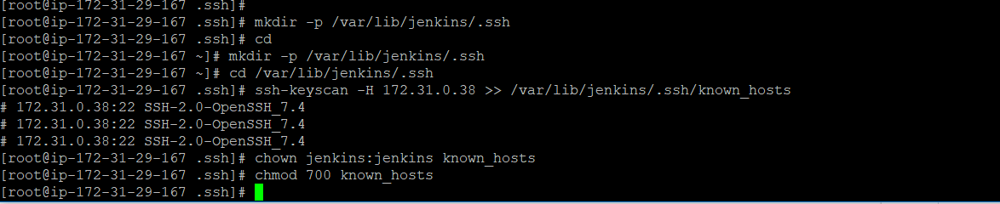 [root@ip-172-31-29-167 .ssh]#
[root@ip-172-31-29-167 .ssh]# mkdir -p /var/lib/jenkins/.ssh
[root@ip-172-31-29-167 .ssh]# cd
[root@ip-172-31-29-167 ~]# mkdir -p /var/lib/jenkins/.ssh
[root@ip-172-31-29-167 ~]# cd /var/lib/jenkins/.ssh
[root@ip-172-31-29-167 .ssh]# ssh-keyscan -H 172.31.0.38 >> /var/lib/jenkins/.ssh/known_hosts
# 172.31.0.38:22 SSH-2.0-OpenSSH_7.4
# 172.31.0.38:22 SSH-2.0-OpenSSH_7.4
# 172.31.0.38:22 SSH-2.0-OpenSSH_7.4
[root@ip-172-31-29-167 .ssh]# chown jenkins:jenkins known_hosts
[root@ip-172-31-29-167 .ssh]# chmod 700 known_hosts
[root@ip-172-31-29-167 .ssh]#